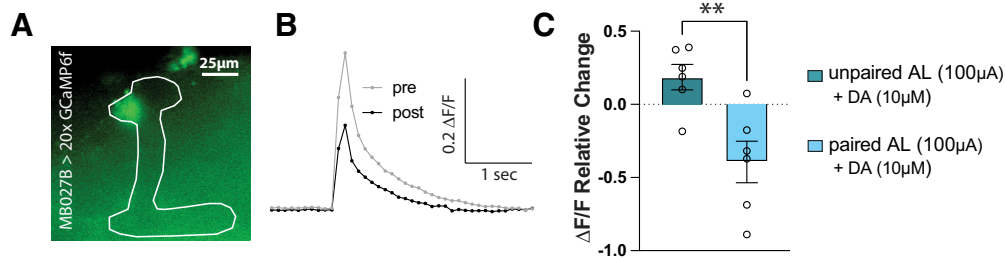 A
MB027B > 20x GCaMP6f
25μm
B
pre
post
0.2 ΔF/F
1 sec
C
ΔF/F Relative Change
**
0.5
0.0
-0.5
-1.0
unpaired AL (100μA)
+ DA (10μM)
paired AL (100μA)
+ DA (10μM)